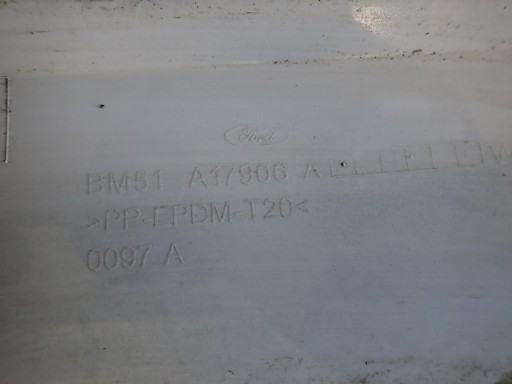 Ford
BM51 A17906 A
>PP-EPDM-T20<
0097 A